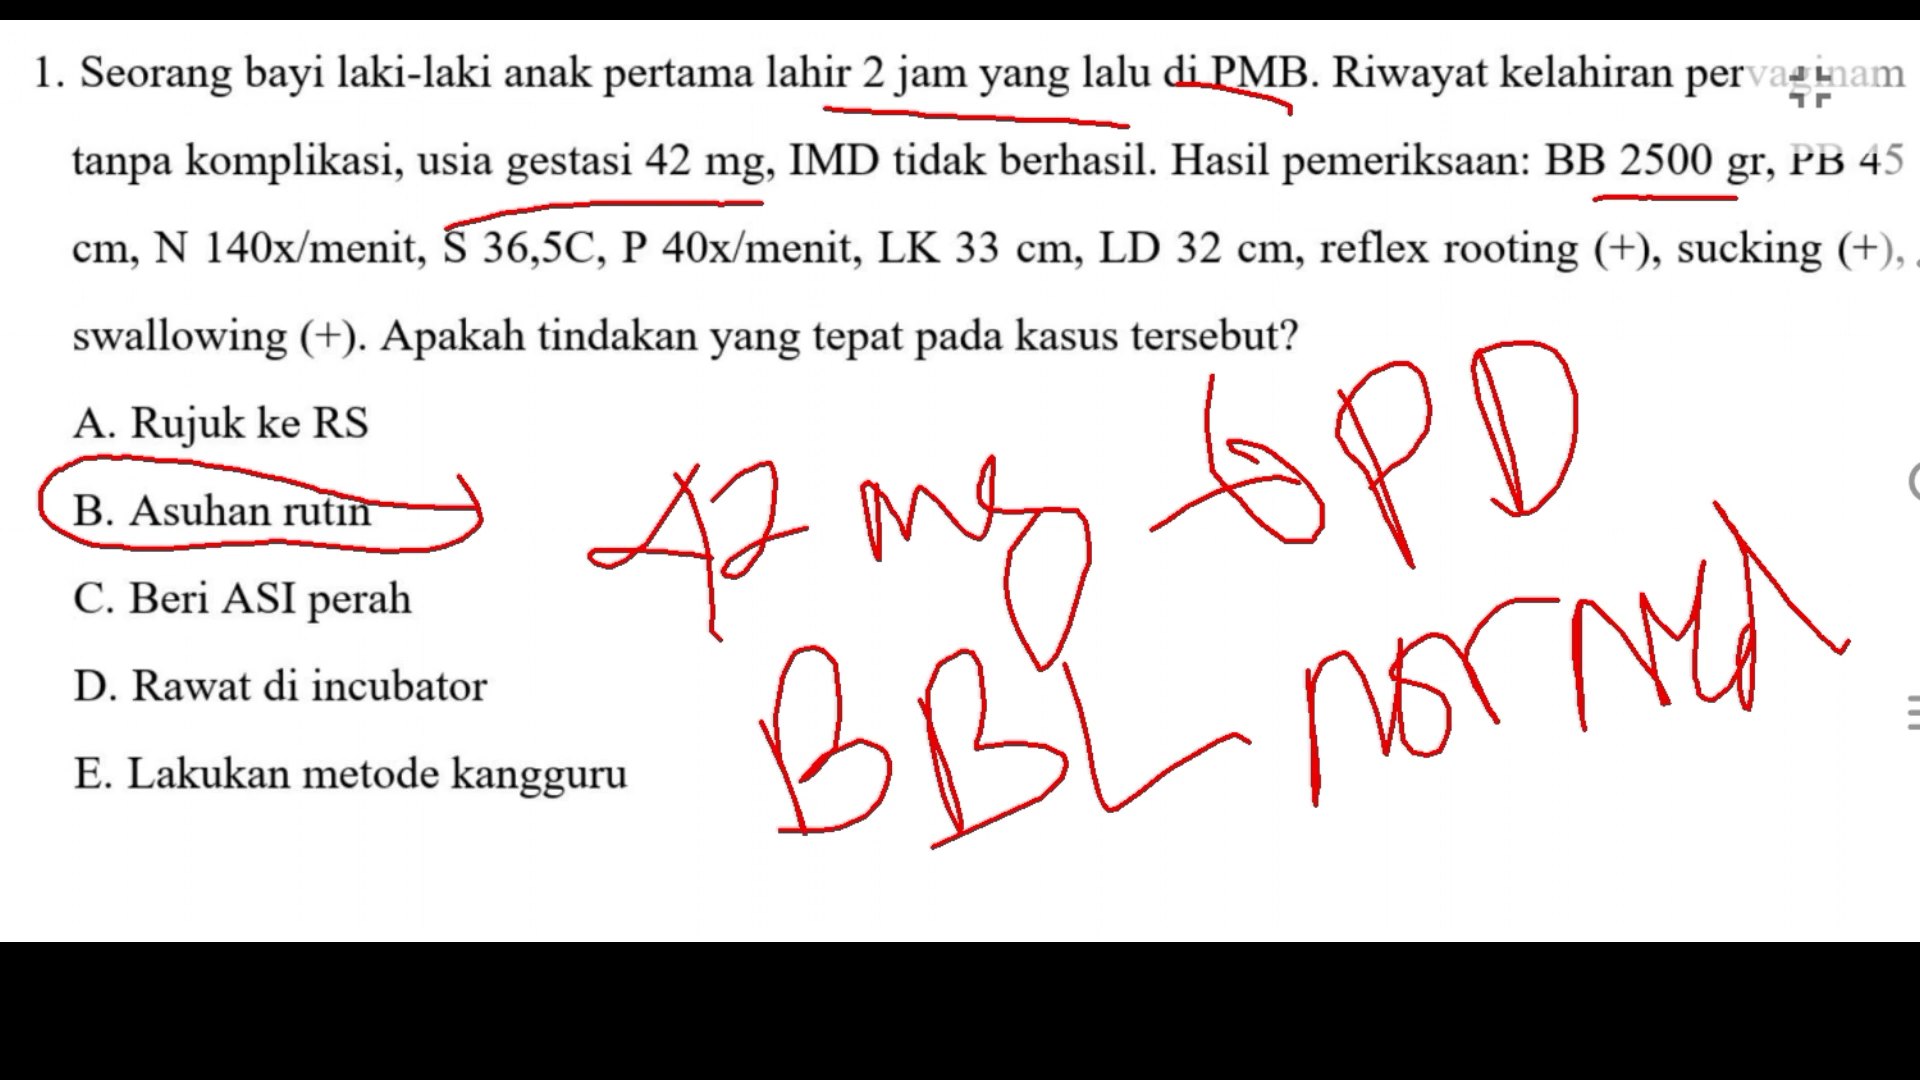 1. Seorang bayi laki-laki anak pertama lahir 2 jam yang lalu di PMB. Riwayat kelahiran pervaginam
tanpa komplikasi, usia gestasi 42 mg, IMD tidak berhasil. Hasil pemeriksaan: BB 2500 gr, PB 45
cm, N 140x/menit, S 36,5C, P 40x/menit, LK 33 cm, LD 32 cm, reflex rooting (+), sucking (+),
swallowing (+). Apakah tindakan yang tepat pada kasus tersebut?
A. Rujuk ke RS
B. Asuhan rutin
C. Beri ASI perah
D. Rawat di incubator
E. Lakukan metode kangguru
42 mg
BBL normal